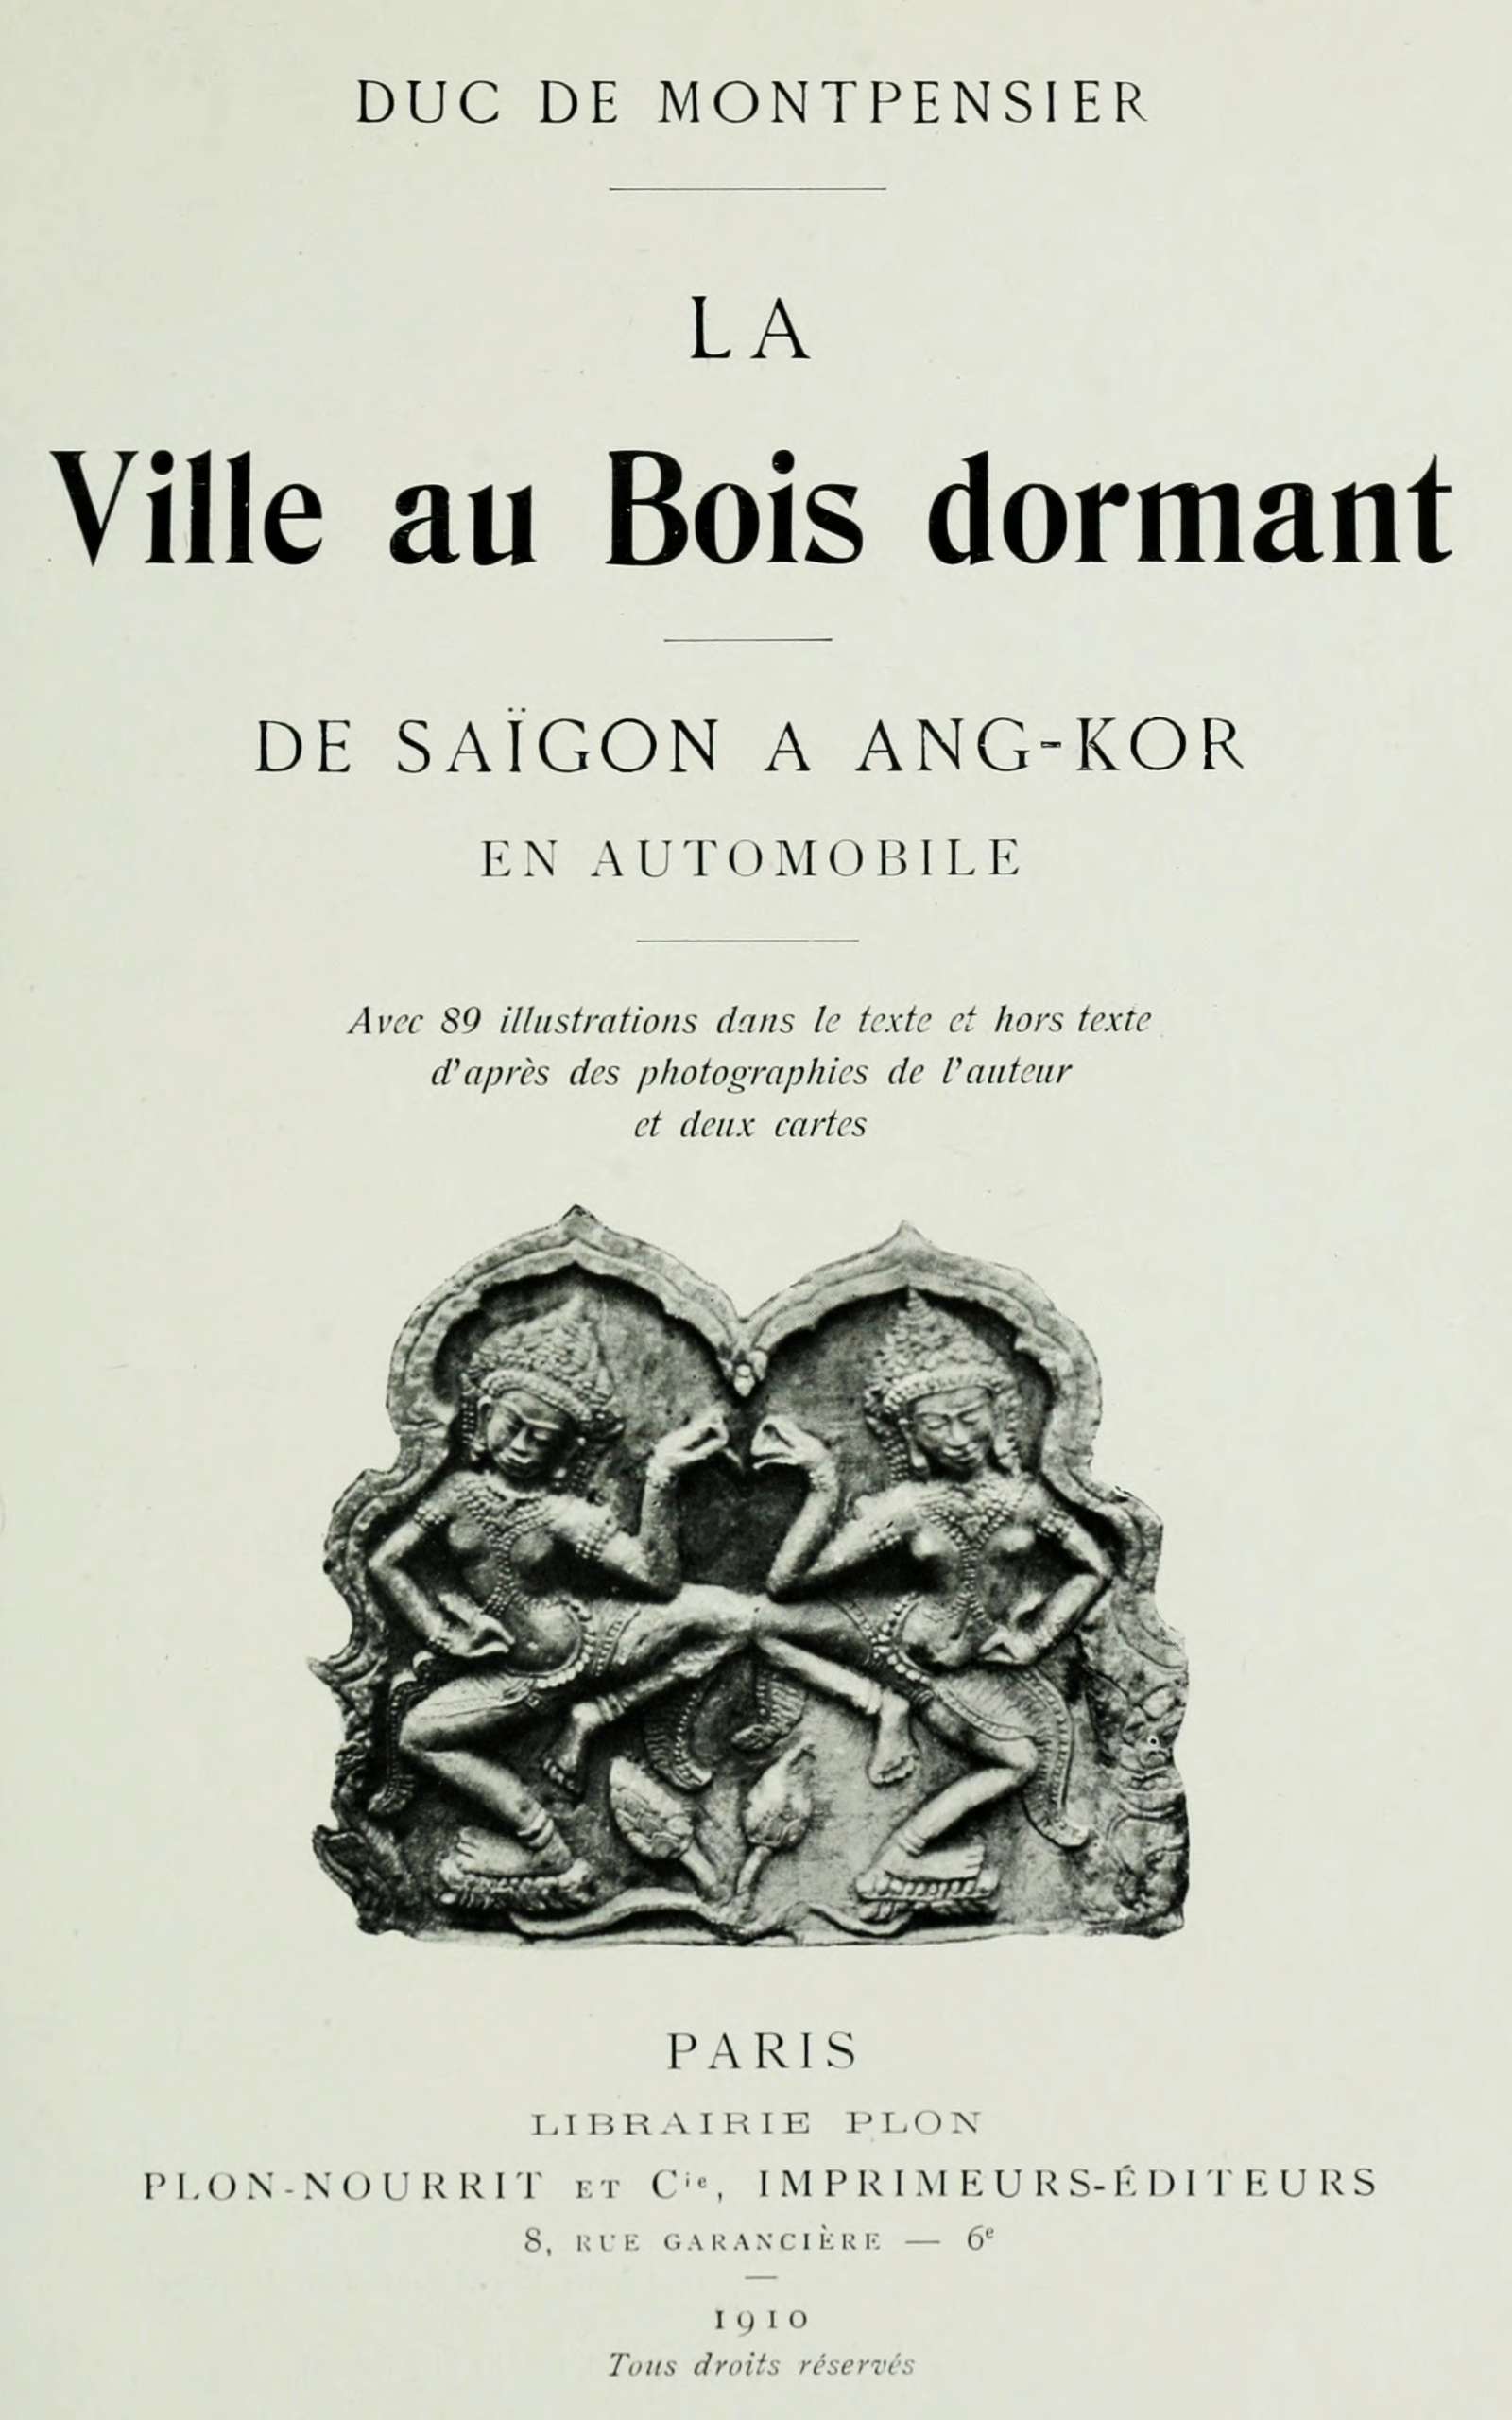 DUC DE MONTPENSIER
LA
Ville au Bois dormant
DE SAÏGON A ANG-KOR
EN AUTOMOBILE
Avec 89 illustrations dans le texte et hors texte
d'après des photographies de l'auteur
et deux cartes
PARIS
LIBRAIRIE PLON
PLON-NOURRIT ET Cie, IMPRIMEURS-ÉDITEURS
8, RUE GARANCIÈRE — 6e
1910
Tous droits réservés